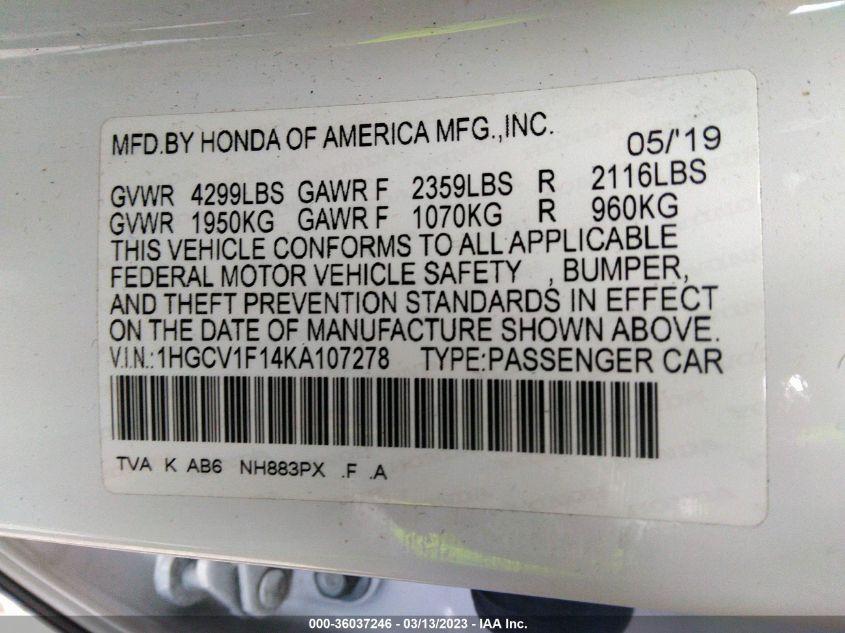 MFD.BY HONDA OF AMERICA MFG.,INC. 05/'19
GVWR 4299LBS GAWR F 2359LBS R 2116LBS
GVWR 1950KG GAWR F 1070KG R 960KG
THIS VEHICLE CONFORMS TO ALL APPLICABLE
FEDERAL MOTOR VEHICLE SAFETY , BUMPER,
AND THEFT PREVENTION STANDARDS IN EFFECT
ON THE DATE OF MANUFACTURE SHOWN ABOVE.
V.I.N.:1HGCV1F14KA107278 TYPE:PASSENGER CAR
TVA K AB6 NH883PX .F .A
000-36037246 - 03/13/2023 - IAA Inc.